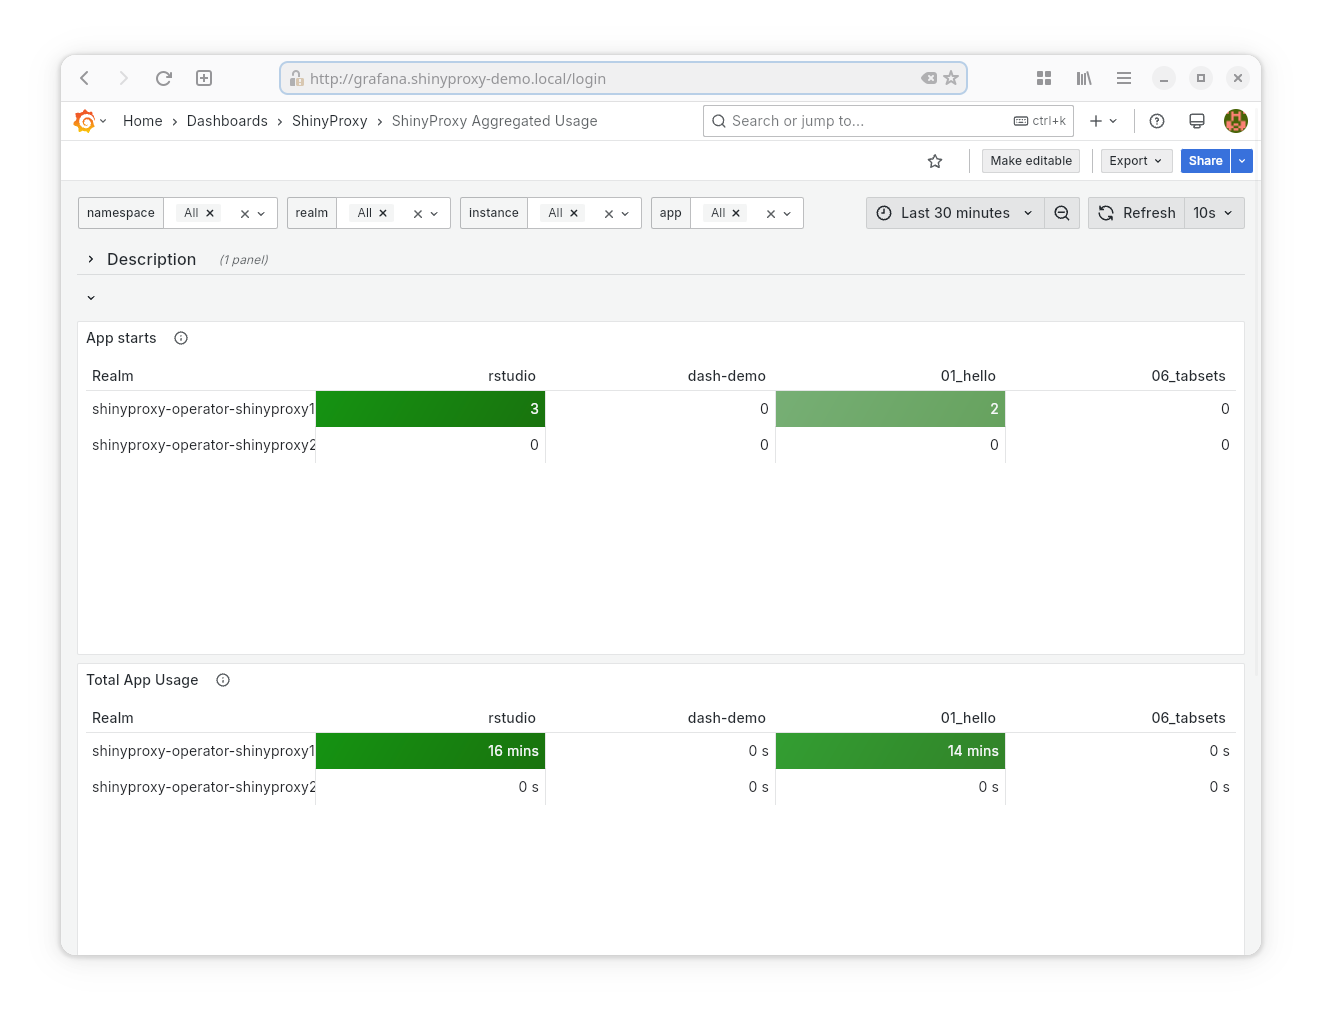 http://grafana.shinyproxy-demo.local/login
Home › Dashboards › ShinyProxy › ShinyProxy Aggregated Usage Search or jump to... ctrl+k
Make editable Export Share
namespace All realm All instance All app All Last 30 minutes Refresh 10s
Description (1 panel)
App starts
Realm rstudio dash-demo 01_hello 06_tabsets
shinyproxy-operator-shinyproxy1 3 0 2 0
shinyproxy-operator-shinyproxy2 0 0 0 0
Total App Usage
Realm rstudio dash-demo 01_hello 06_tabsets
shinyproxy-operator-shinyproxy1 16 mins 0 s 14 mins 0 s
shinyproxy-operator-shinyproxy2 0 s 0 s 0 s 0 s